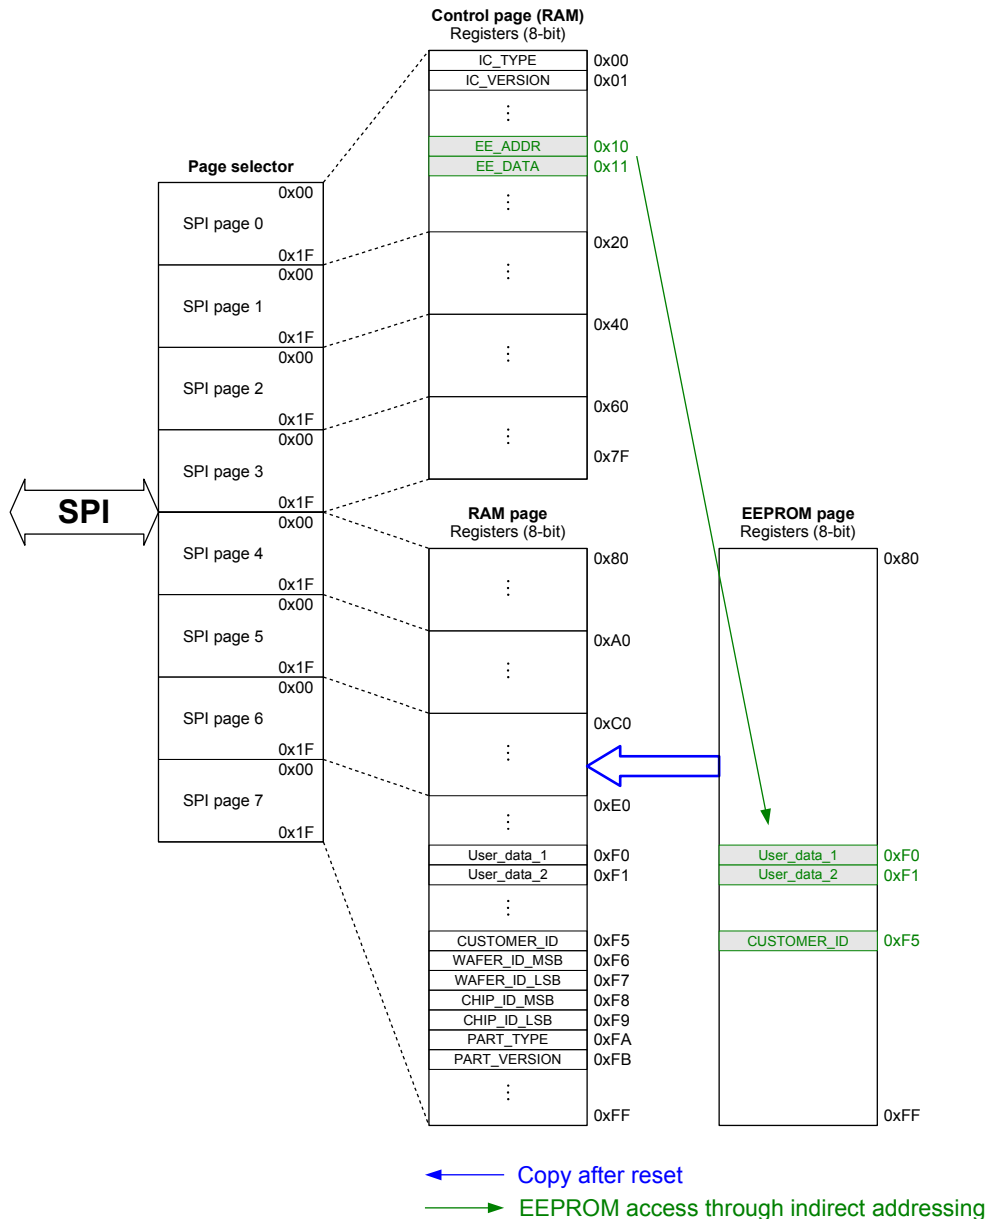 Control page (RAM)
Registers (8-bit)
IC_TYPE 0x00
IC_VERSION 0x01
EE_ADDR 0x10
EE_DATA 0x11
0x20
0x40
0x60
0x7F
Page selector
0x00
SPI page 0
0x1F
0x00
SPI page 1
0x1F
0x00
SPI page 2
0x1F
0x00
SPI page 3
0x1F
SPI
0x00
SPI page 4
0x1F
0x00
SPI page 5
0x1F
0x00
SPI page 6
0x1F
0x00
SPI page 7
0x1F
RAM page
Registers (8-bit)
0x80
0xA0
0xC0
0xE0
User_data_1 0xF0
User_data_2 0xF1
CUSTOMER_ID 0xF5
WAFER_ID_MSB 0xF6
WAFER_ID_LSB 0xF7
CHIP_ID_MSB 0xF8
CHIP_ID_LSB 0xF9
PART_TYPE 0xFA
PART_VERSION 0xFB
0xFF
EEPROM page
Registers (8-bit)
0x80
User_data_1 0xF0
User_data_2 0xF1
CUSTOMER_ID 0xF5
0xFF
Copy after reset
EEPROM access through indirect addressing